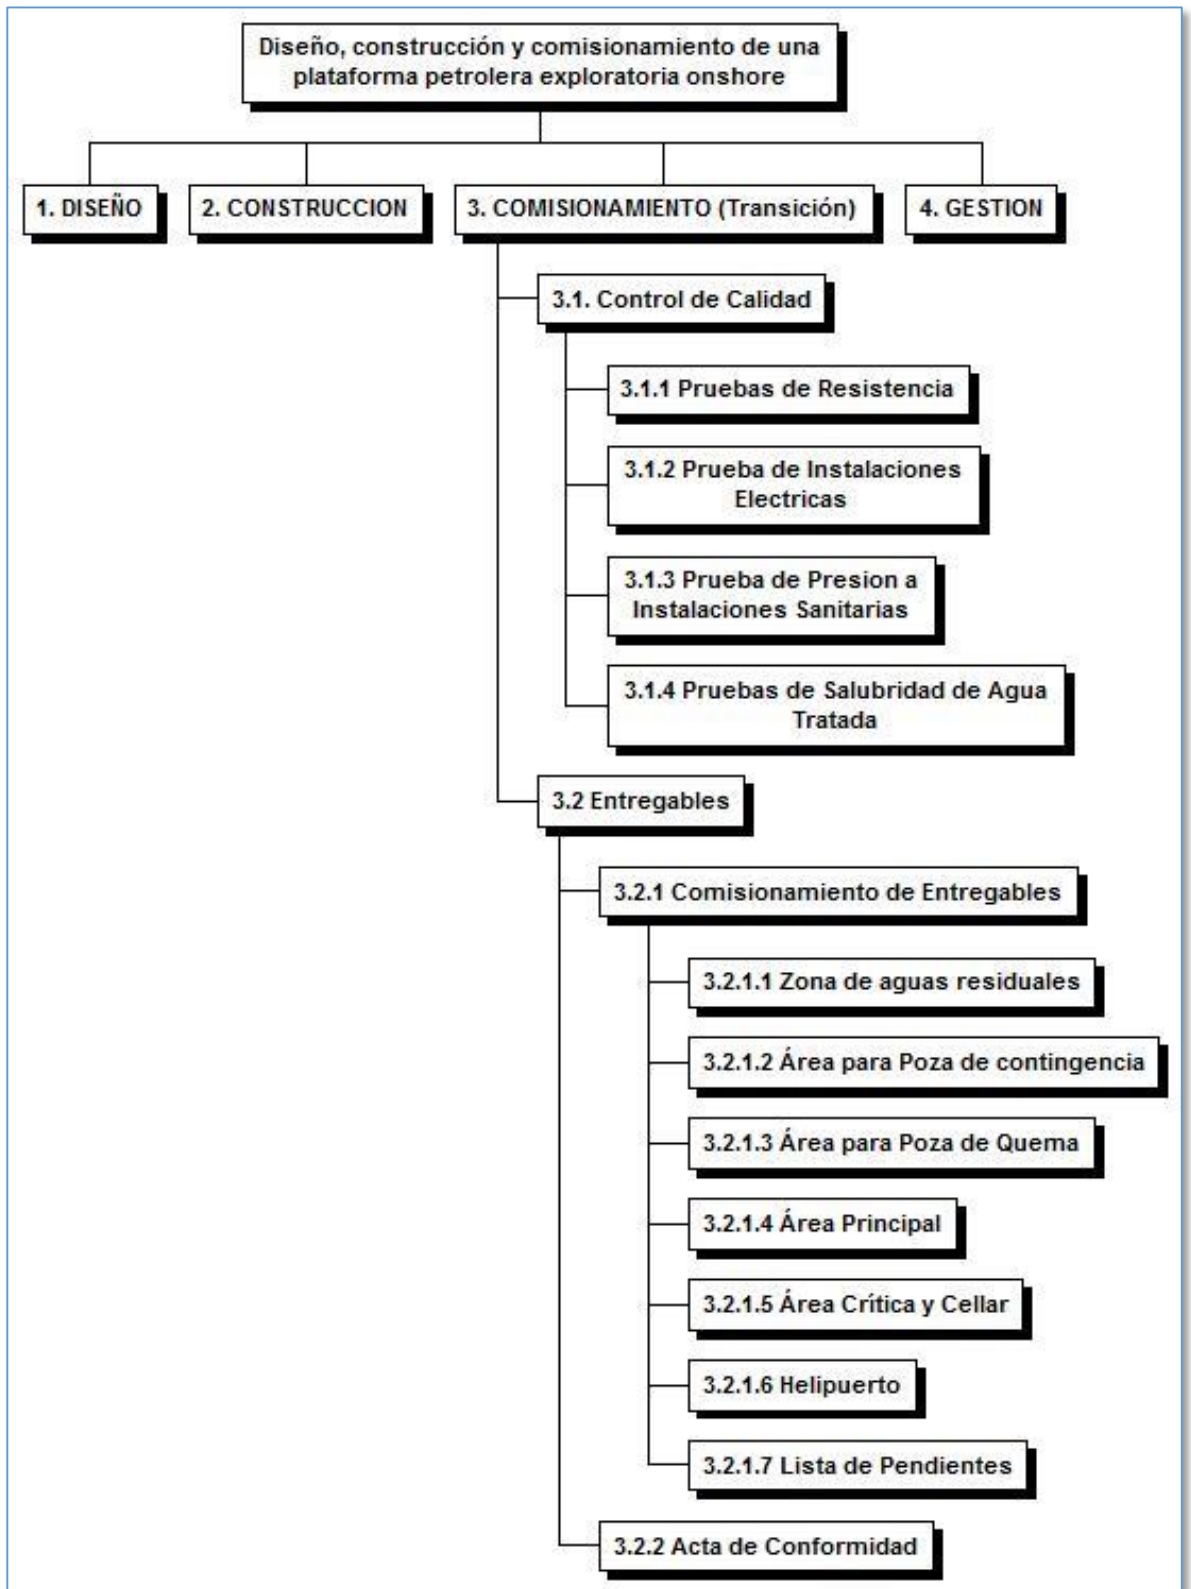 Diseño, construcción y comisionamiento de una
plataforma petrolera exploratoria onshore
1. DISEÑO
2. CONSTRUCCION
3. COMISIONAMIENTO (Transición)
4. GESTION
3.1. Control de Calidad
3.1.1 Pruebas de Resistencia
3.1.2 Prueba de Instalaciones
Electricas
3.1.3 Prueba de Presion a
Instalaciones Sanitarias
3.1.4 Pruebas de Salubridad de Agua
Tratada
3.2 Entregables
3.2.1 Comisionamiento de Entregables
3.2.1.1 Zona de aguas residuales
3.2.1.2 Área para Poza de contingencia
3.2.1.3 Área para Poza de Quema
3.2.1.4 Área Principal
3.2.1.5 Área Crítica y Cellar
3.2.1.6 Helipuerto
3.2.1.7 Lista de Pendientes
3.2.2 Acta de Conformidad